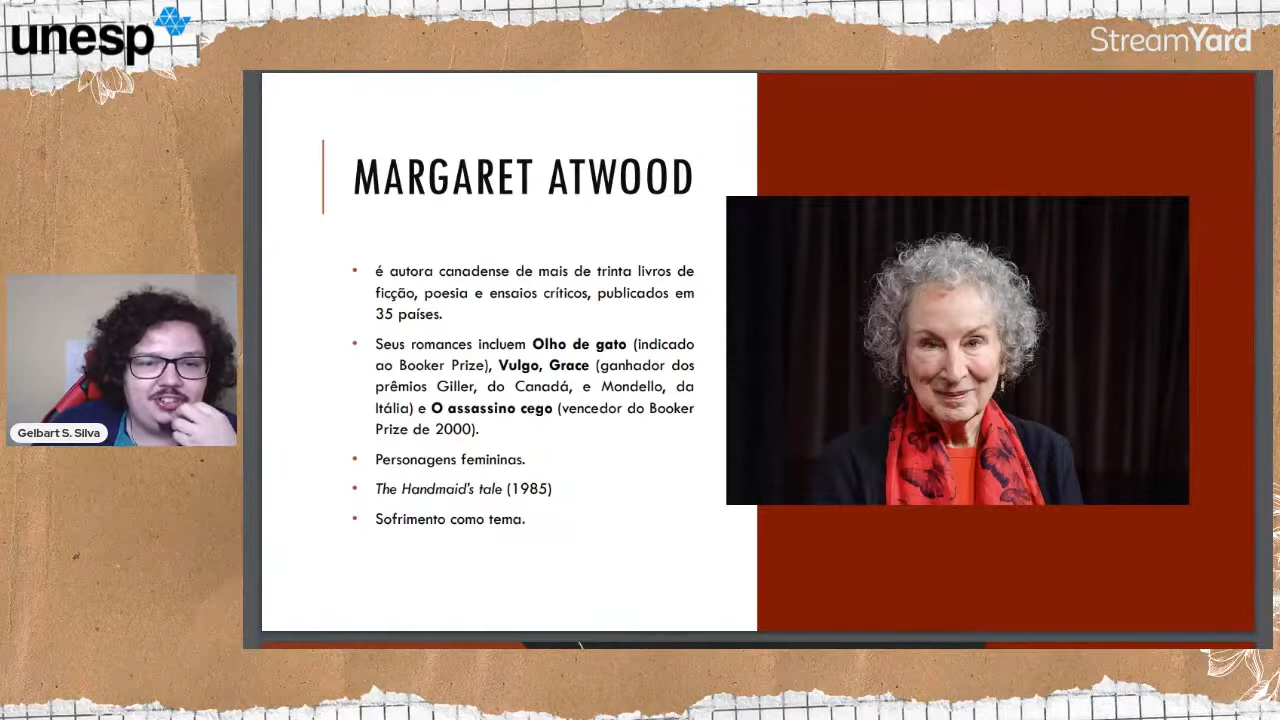 unesp
StreamYard
MARGARET ATWOOD
• é autora canadense de mais de trinta livros de
ficção, poesia e ensaios críticos, publicados em
35 países.
• Seus romances incluem Olho de gato (indicado
ao Booker Prize), Vulgo, Grace (ganhador dos
prêmios Giller, do Canadá, e Mondello, da
Itália) e O assassino cego (vencedor do Booker
Prize de 2000).
• Personagens femininas.
• The Handmaid's tale (1985)
• Sofrimento como tema.
Gelbart S. Silva